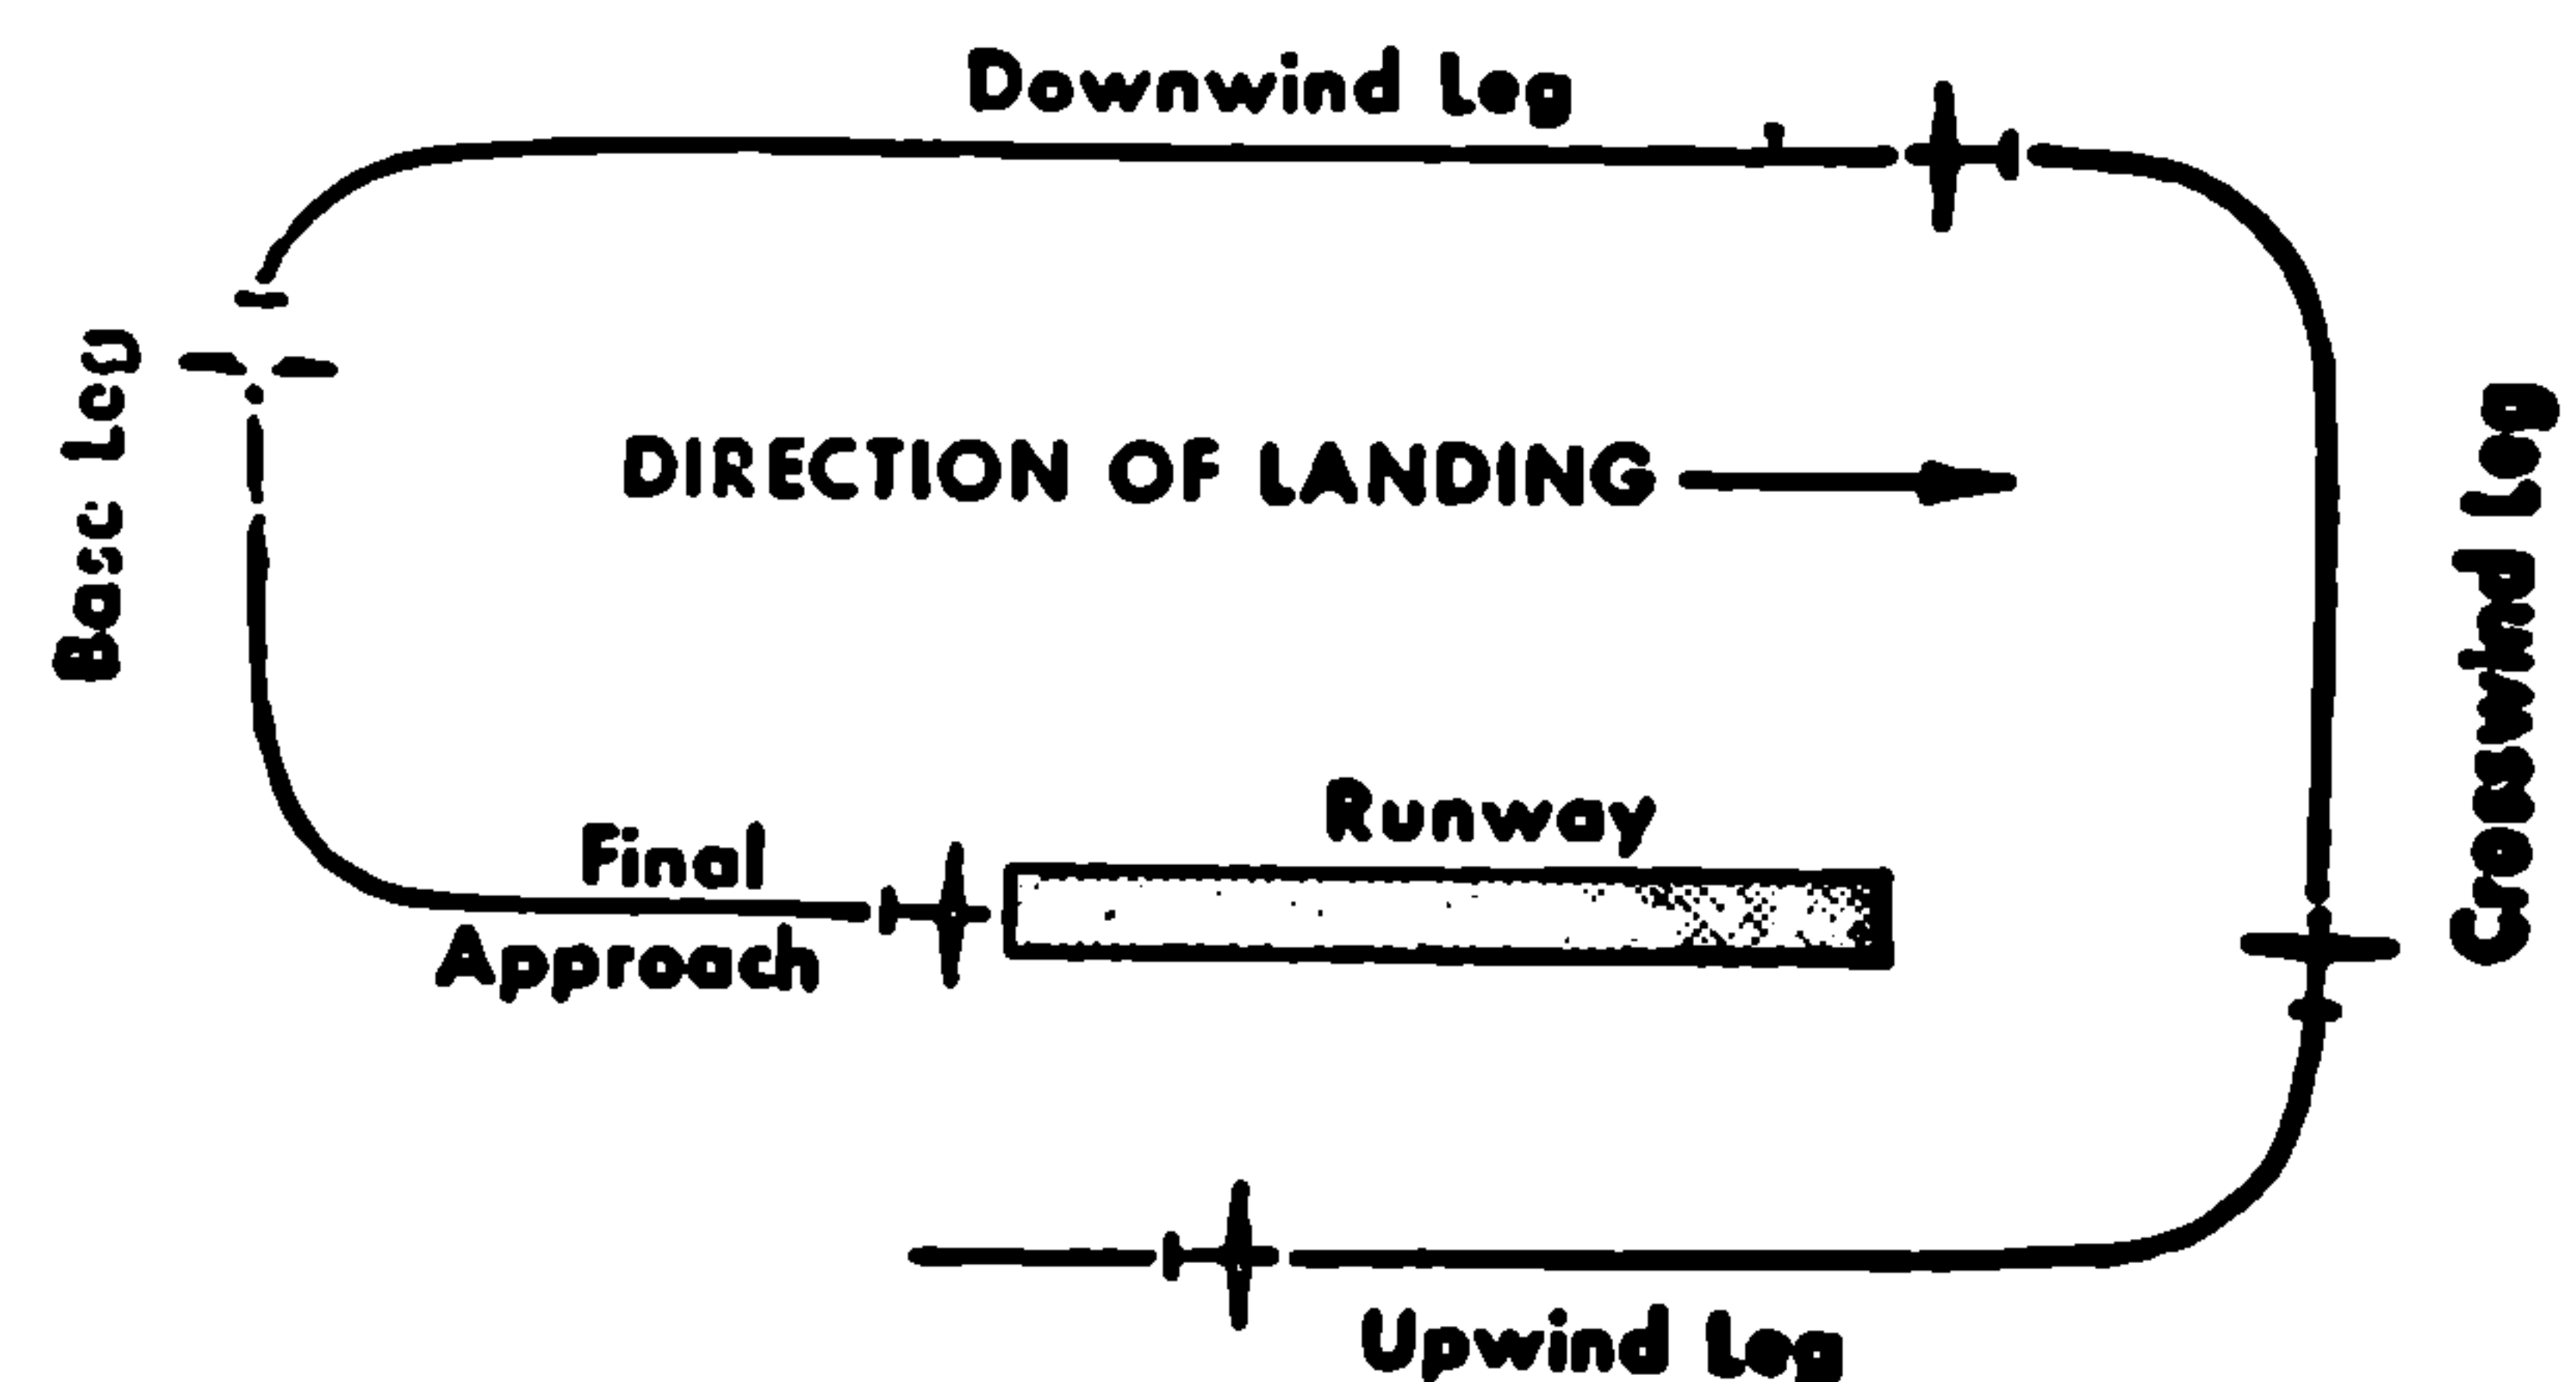 Downwind Leg
Base Leg
DIRECTION OF LANDING
Crosswind Leg
Runway
Final
Approach
Upwind Leg